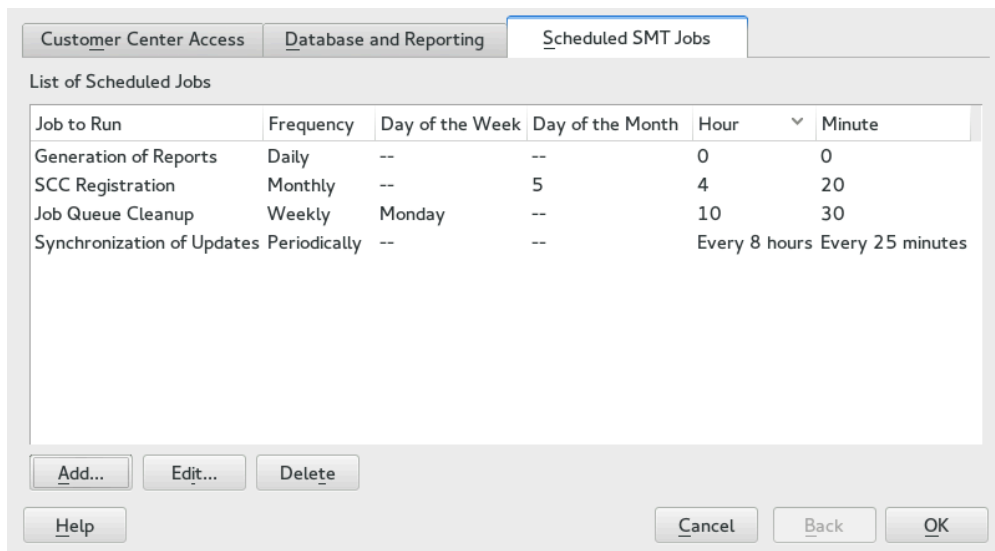 Customer Center Access Database and Reporting Scheduled SMT Jobs
List of Scheduled Jobs
Job to Run Frequency Day of the Week Day of the Month Hour Minute
Generation of Reports Daily -- -- 0 0
SCC Registration Monthly -- 5 4 20
Job Queue Cleanup Weekly Monday -- 10 30
Synchronization of Updates Periodically -- -- Every 8 hours Every 25 minutes
Add... Edit... Delete
Help Cancel Back OK